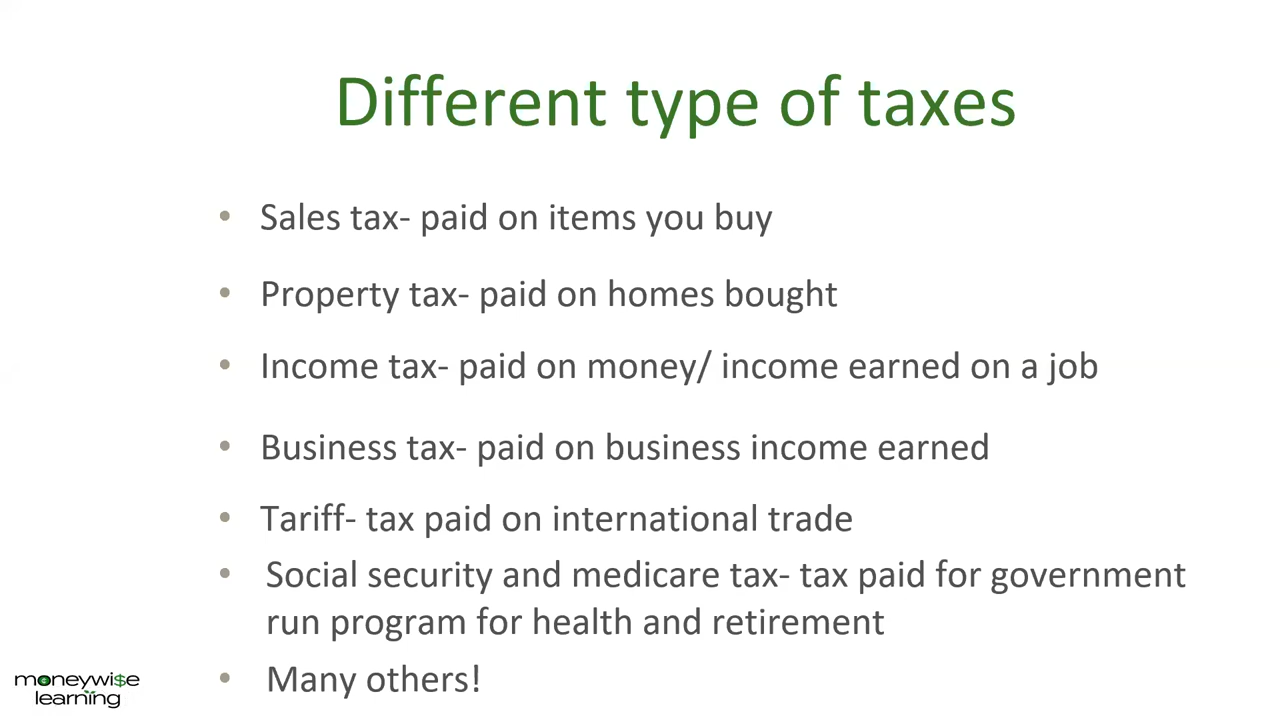 Different type of taxes
• Sales tax- paid on items you buy
• Property tax- paid on homes bought
• Income tax- paid on money/ income earned on a job
• Business tax- paid on business income earned
• Tariff- tax paid on international trade
• Social security and medicare tax- tax paid for government
run program for health and retirement
• Many others!
moneywi$e
learning